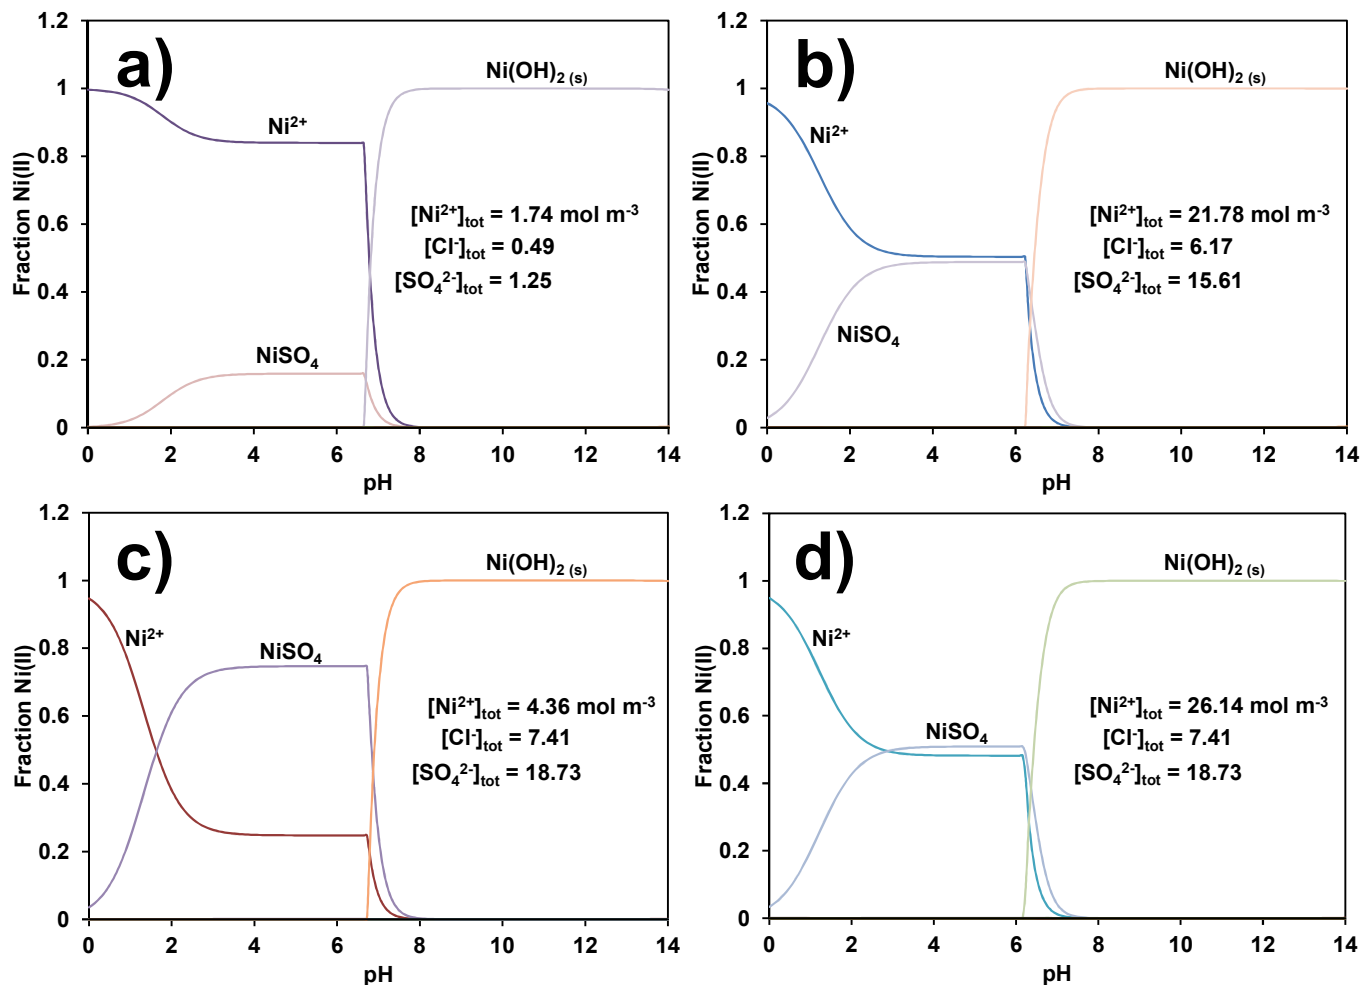 a)
1.2
1
0.8
0.6
0.4
0.2
0
Fraction Ni(II)
Ni(OH)2 (s)
Ni2+
[Ni2+]tot = 1.74 mol m-3
[Cl-]tot = 0.49
[SO42-]tot = 1.25
NiSO4
0 2 4 6 8 10 12 14
pH
b)
1.2
1
0.8
0.6
0.4
0.2
0
Fraction Ni(II)
Ni(OH)2 (s)
Ni2+
[Ni2+]tot = 21.78 mol m-3
[Cl-]tot = 6.17
[SO42-]tot = 15.61
NiSO4
0 2 4 6 8 10 12 14
pH
c)
1.2
1
0.8
0.6
0.4
0.2
0
Fraction Ni(II)
Ni(OH)2 (s)
Ni2+
NiSO4
[Ni2+]tot = 4.36 mol m-3
[Cl-]tot = 7.41
[SO42-]tot = 18.73
0 2 4 6 8 10 12 14
pH
d)
1.2
1
0.8
0.6
0.4
0.2
0
Fraction Ni(II)
Ni(OH)2 (s)
Ni2+
NiSO4
[Ni2+]tot = 26.14 mol m-3
[Cl-]tot = 7.41
[SO42-]tot = 18.73
0 2 4 6 8 10 12 14
pH